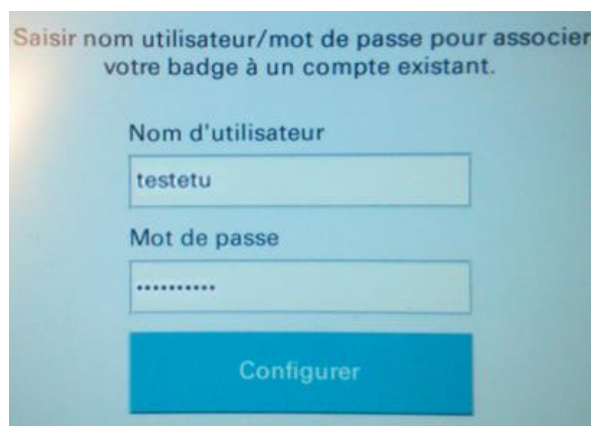 Saisir nom utilisateur/mot de passe pour associer
votre badge à un compte existant.
Nom d'utilisateur
testetu
Mot de passe
••••••••••
Configurer